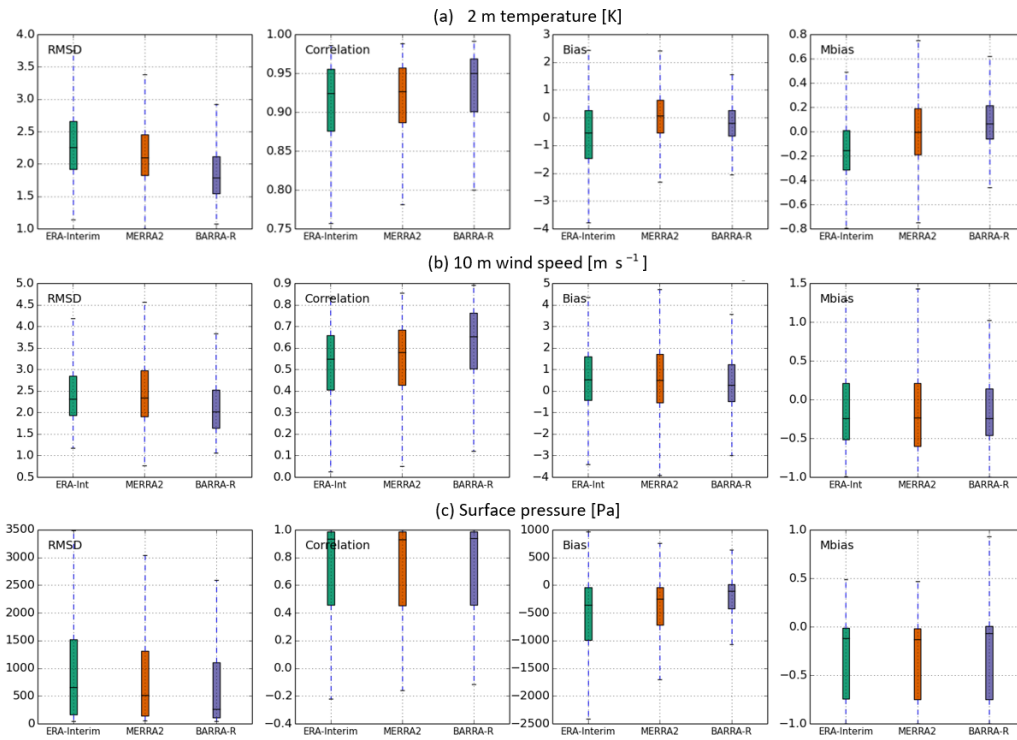 (a) 2 m temperature [K]
RMSD Correlation Bias Mbias
4.0 3.5 3.0 2.5 2.0 1.5 1.0
1.00 0.95 0.90 0.85 0.80 0.75
3 2 1 0 −1 −2 −3 −4
0.8 0.6 0.4 0.2 0.0 −0.2 −0.4 −0.6 −0.8
ERA-Interim MERRA2 BARRA-R ERA-Interim MERRA2 BARRA-R ERA-Interim MERRA2 BARRA-R ERA-Interim MERRA2 BARRA-R
(b) 10 m wind speed [m s⁻¹]
RMSD Correlation Bias Mbias
5.0 4.5 4.0 3.5 3.0 2.5 2.0 1.5 1.0 0.5
0.9 0.8 0.7 0.6 0.5 0.4 0.3 0.2 0.1 0.0
5 4 3 2 1 0 −1 −2 −3 −4
1.5 1.0 0.5 0.0 −0.5 −1.0
ERA-Int MERRA2 BARRA-R ERA-Int MERRA2 BARRA-R ERA-Int MERRA2 BARRA-R ERA-Int MERRA2 BARRA-R
(c) Surface pressure [Pa]
RMSD Correlation Bias Mbias
3500 3000 2500 2000 1500 1000 500 0
1.0 0.8 0.6 0.4 0.2 0.0 −0.2 −0.4
1000 500 0 −500 −1000 −1500 −2000 −2500
1.0 0.5 0.0 −0.5 −1.0
ERA-Interim MERRA2 BARRA-R ERA-Interim MERRA2 BARRA-R ERA-Interim MERRA2 BARRA-R ERA-Interim MERRA2 BARRA-R